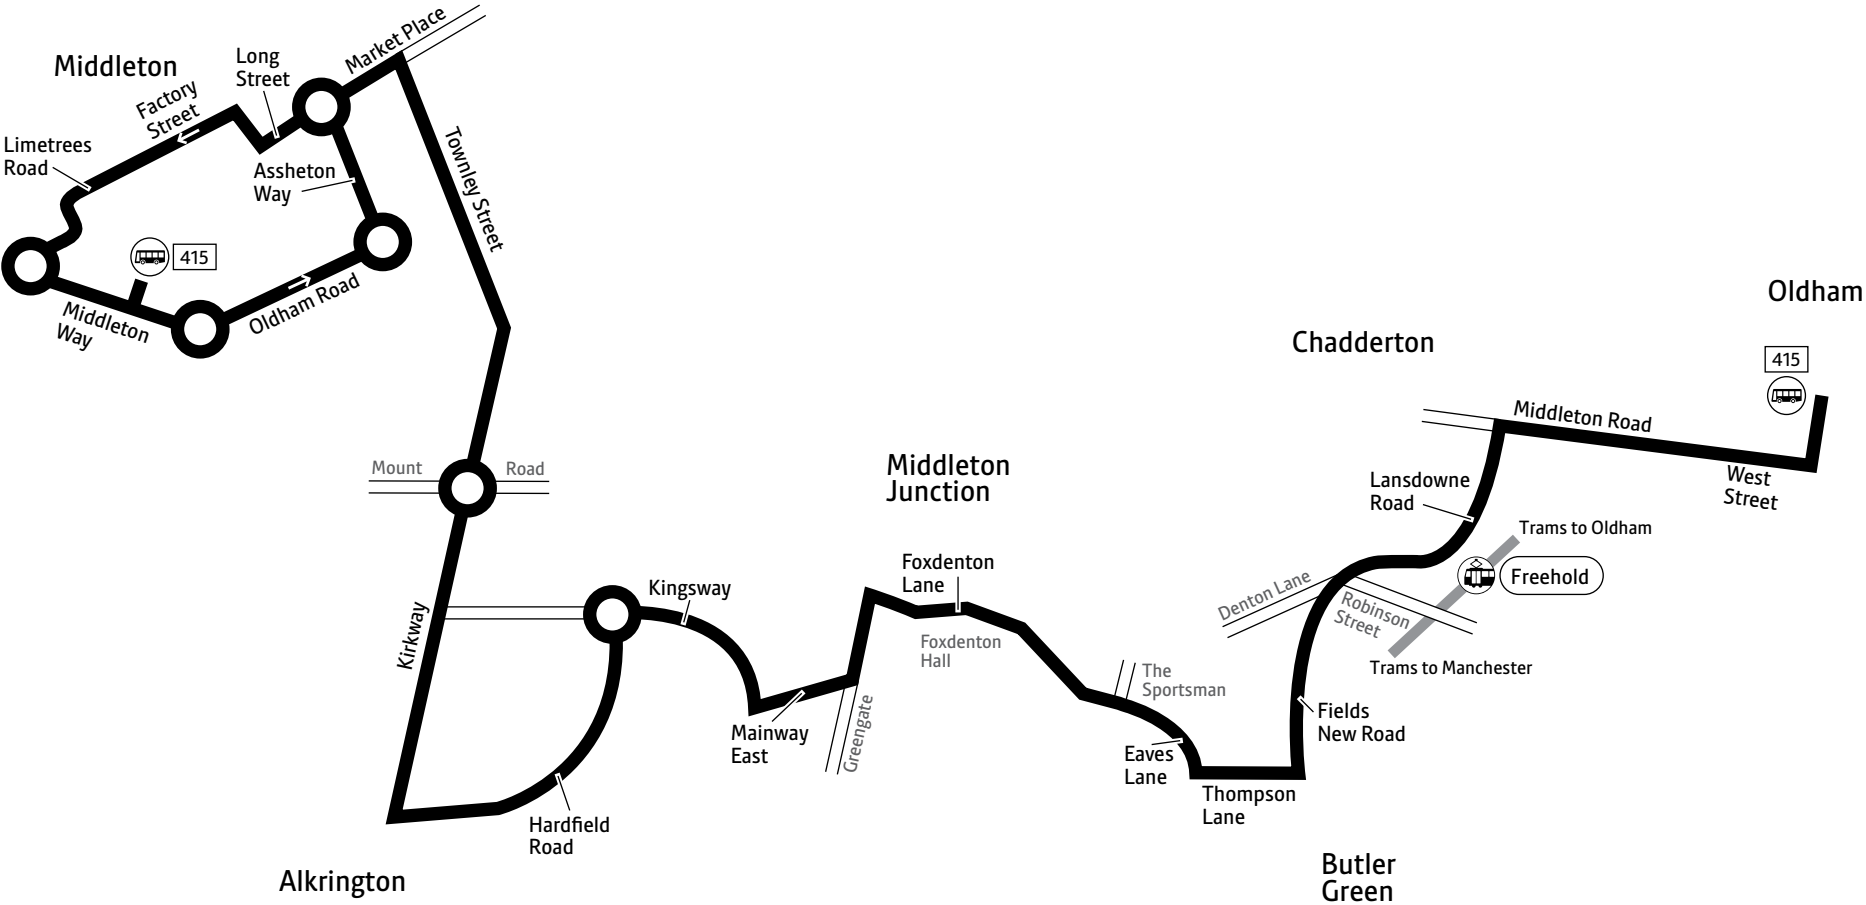 Middleton
Long
Street
Market Place
Factory
Street
Limetrees
Road
Assheton
Way
Townley Street
415
Oldham Road
Middleton
Way
Mount
Road
Kirkway
Kingsway
Hardfield
Road
Alkrington
Mainway
East
Greengate
Middleton
Junction
Foxdenton
Lane
Foxdenton
Hall
The
Sportsman
Eaves
Lane
Thompson
Lane
Butler
Green
Fields
New Road
Denton Lane
Robinson
Street
Trams to Manchester
Freehold
Trams to Oldham
Lansdowne
Road
Chadderton
Middleton Road
West
Street
415
Oldham